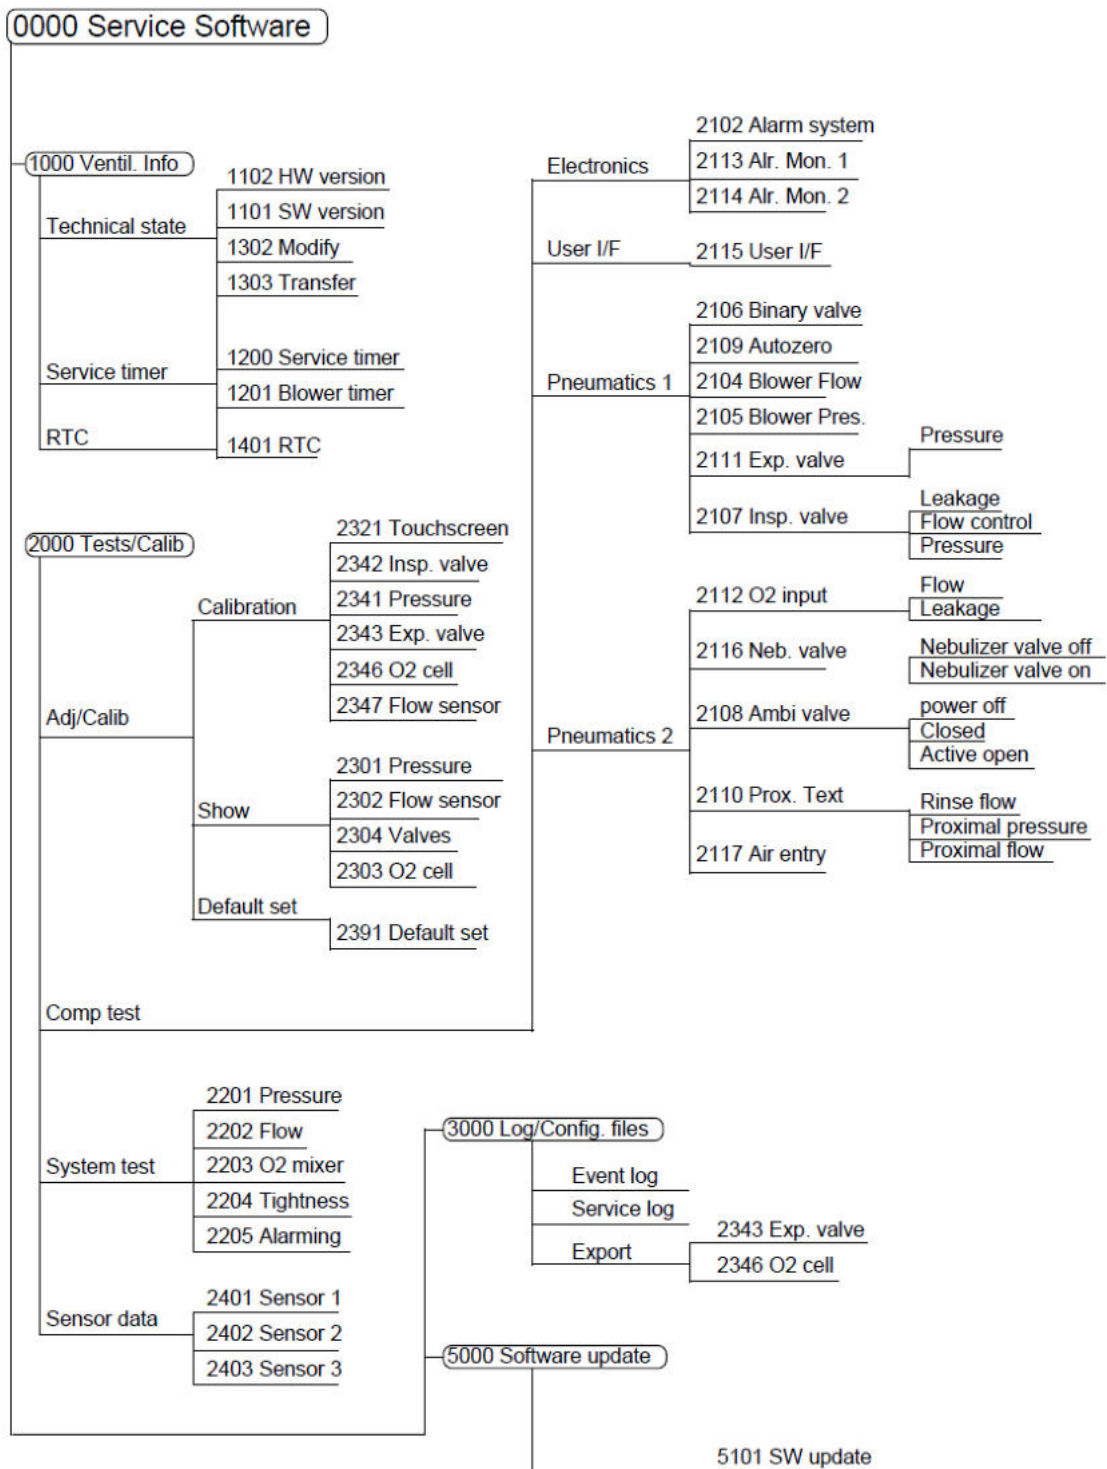 0000 Service Software
1000 Ventil. Info
Technical state
1102 HW version
1101 SW version
1302 Modify
1303 Transfer
Service timer
1200 Service timer
1201 Blower timer
RTC
1401 RTC
2000 Tests/Calib
Adj/Calib
Calibration
2321 Touchscreen
2342 Insp. valve
2341 Pressure
2343 Exp. valve
2346 O2 cell
2347 Flow sensor
Show
2301 Pressure
2302 Flow sensor
2304 Valves
2303 O2 cell
Default set
2391 Default set
Comp test
Electronics
2102 Alarm system
2113 Alr. Mon. 1
2114 Alr. Mon. 2
User I/F
2115 User I/F
Pneumatics 1
2106 Binary valve
2109 Autozero
2104 Blower Flow
2105 Blower Pres.
2111 Exp. valve
Pressure
2107 Insp. valve
Leakage
Flow control
Pressure
Pneumatics 2
2112 O2 input
Flow
Leakage
2116 Neb. valve
Nebulizer valve off
Nebulizer valve on
2108 Ambi valve
power off
Closed
Active open
2110 Prox. Text
Rinse flow
Proximal pressure
Proximal flow
2117 Air entry
System test
2201 Pressure
2202 Flow
2203 O2 mixer
2204 Tightness
2205 Alarming
Sensor data
2401 Sensor 1
2402 Sensor 2
2403 Sensor 3
3000 Log/Config. files
Event log
Service log
Export
2343 Exp. valve
2346 O2 cell
5000 Software update
5101 SW update